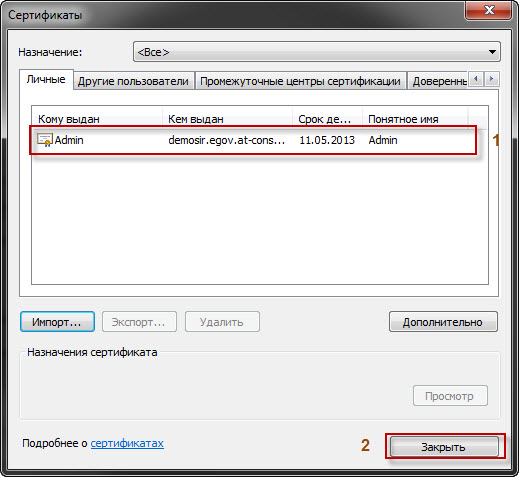 Сертификаты
Назначение: <Все>
Личные Другие пользователи Промежуточные центры сертификации Доверенны
Кому выдан Кем выдан Срок де... Понятное имя
Admin demosir.egov.at-cons... 11.05.2013 Admin
1
Импорт... Экспорт... Удалить Дополнительно
Назначения сертификата
Просмотр
Подробнее о сертификатах
2 Закрыть